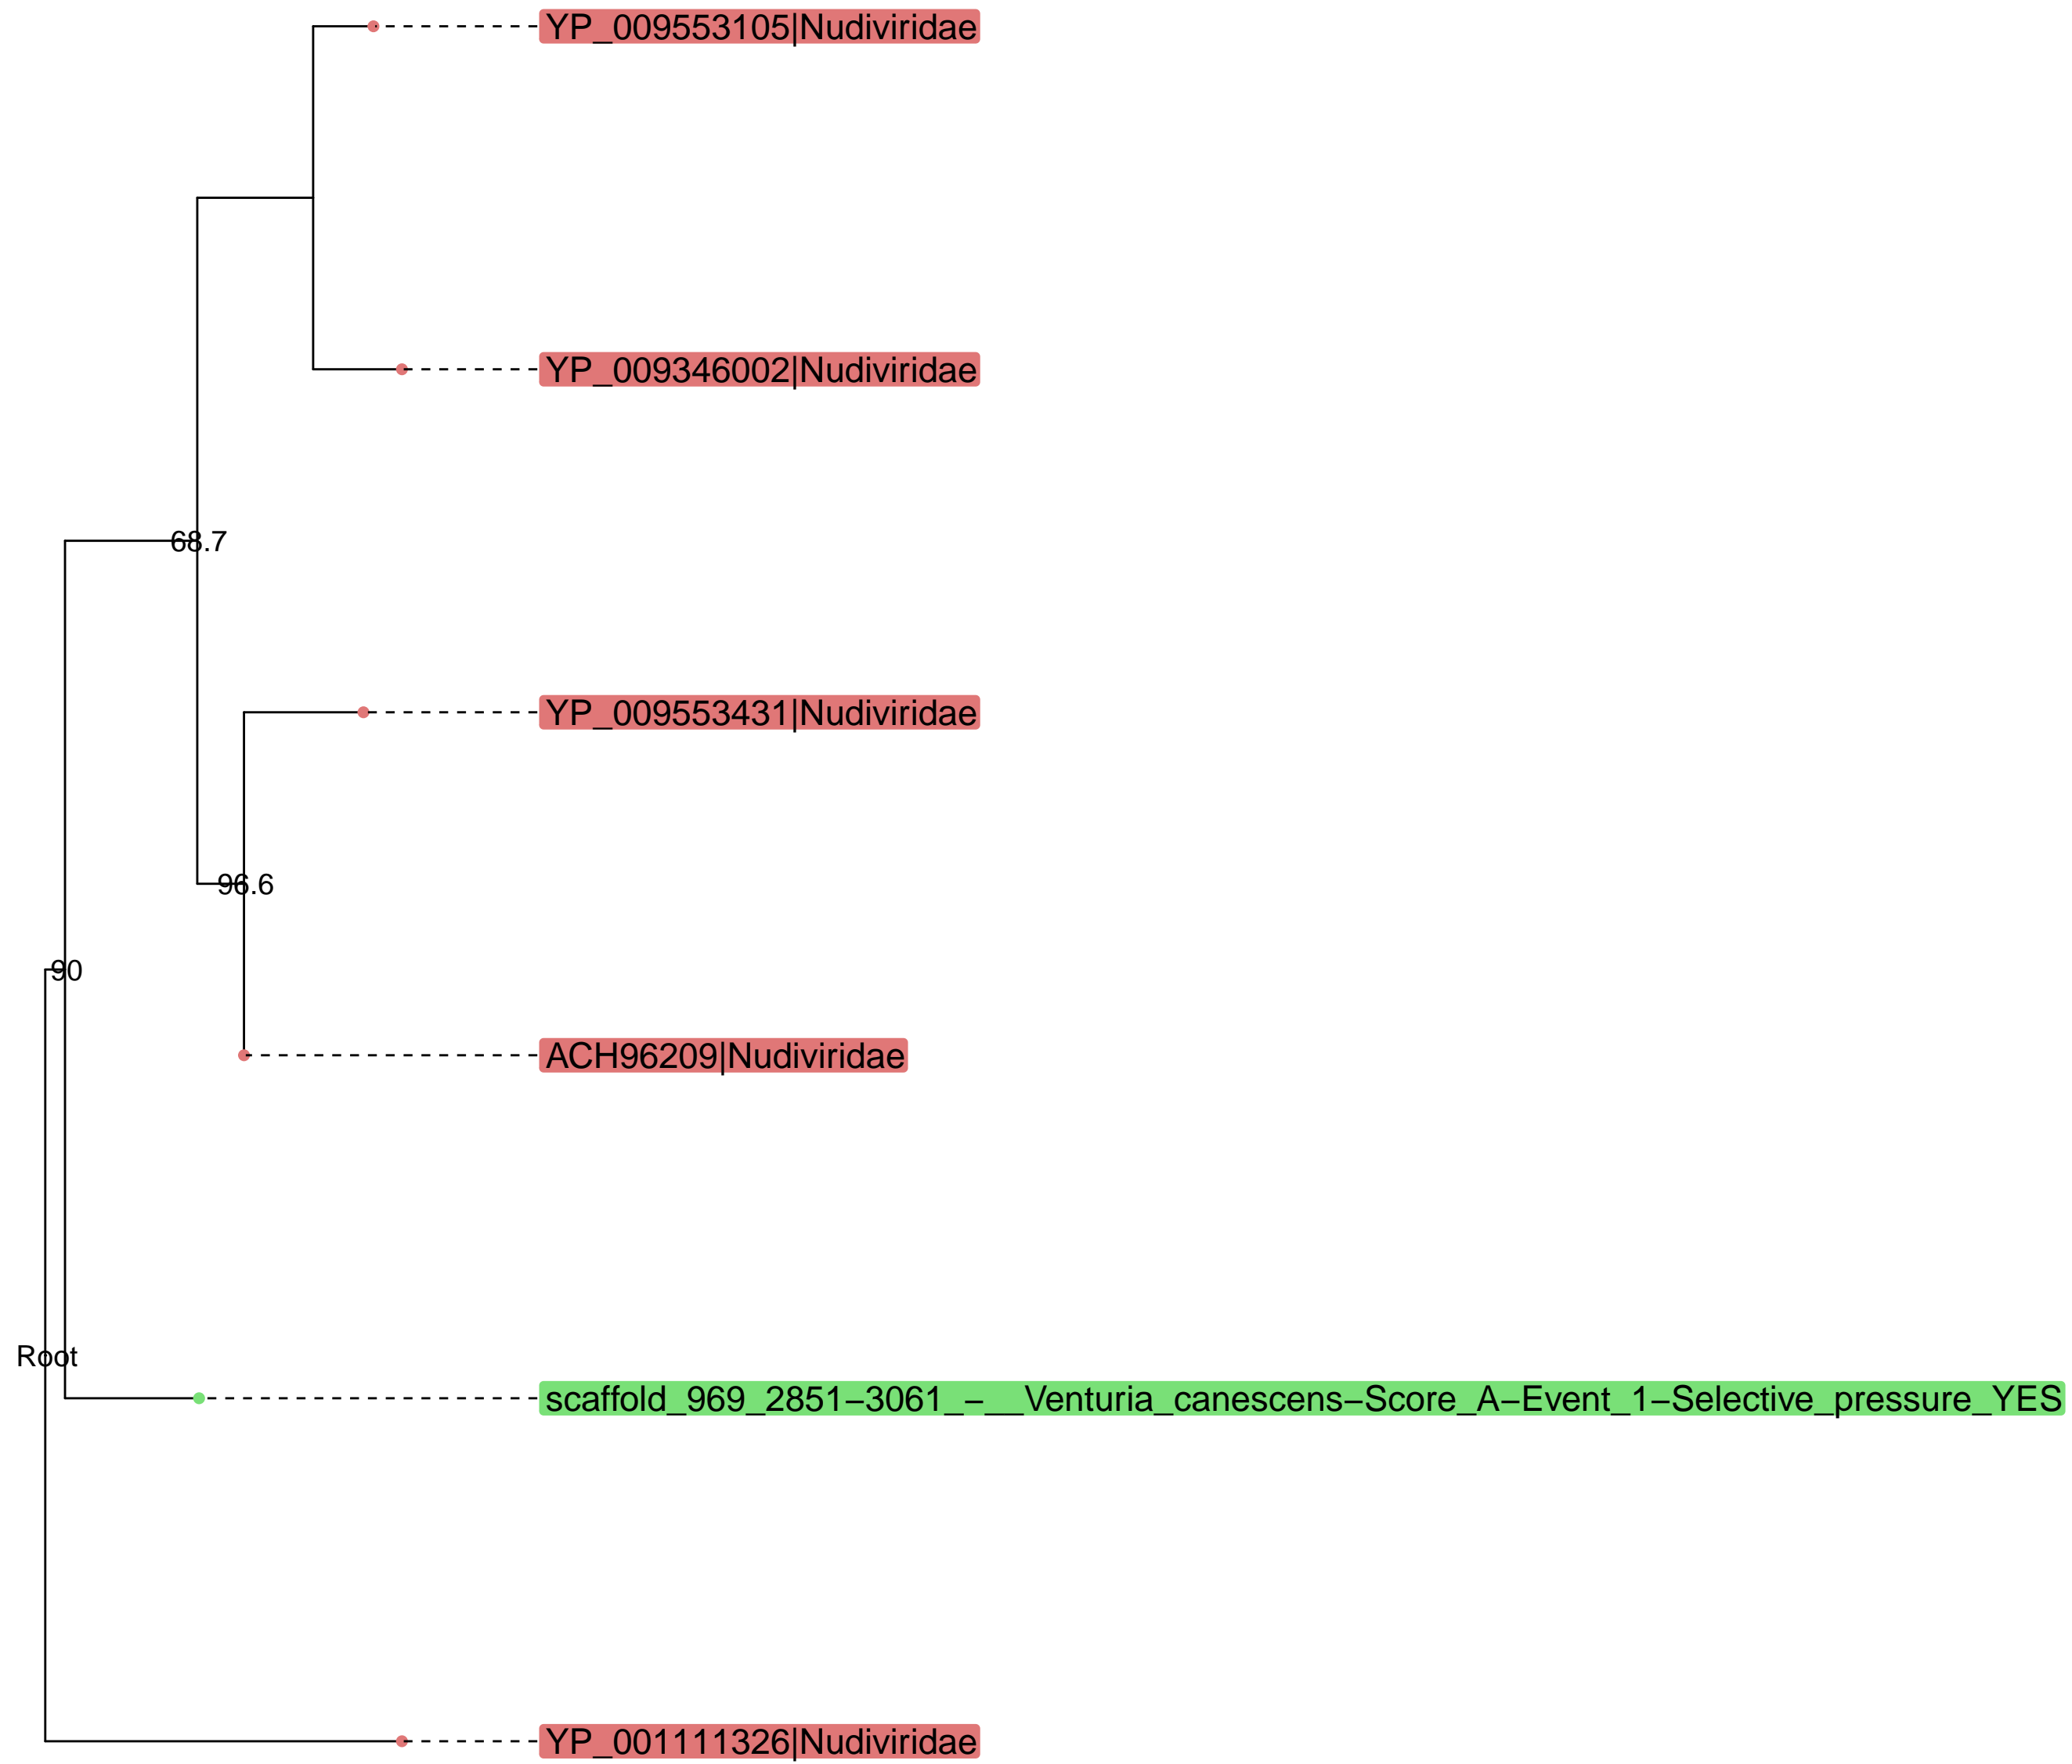 YP_009553105|Nudiviridae
YP_009346002|Nudiviridae
68.7
YP_009553431|Nudiviridae
96.6
90
ACH96209|Nudiviridae
Root
scaffold_969_2851−3061_−__Venturia_canescens−Score_A−Event_1−Selective_pressure_YES
YP_001111326|Nudiviridae